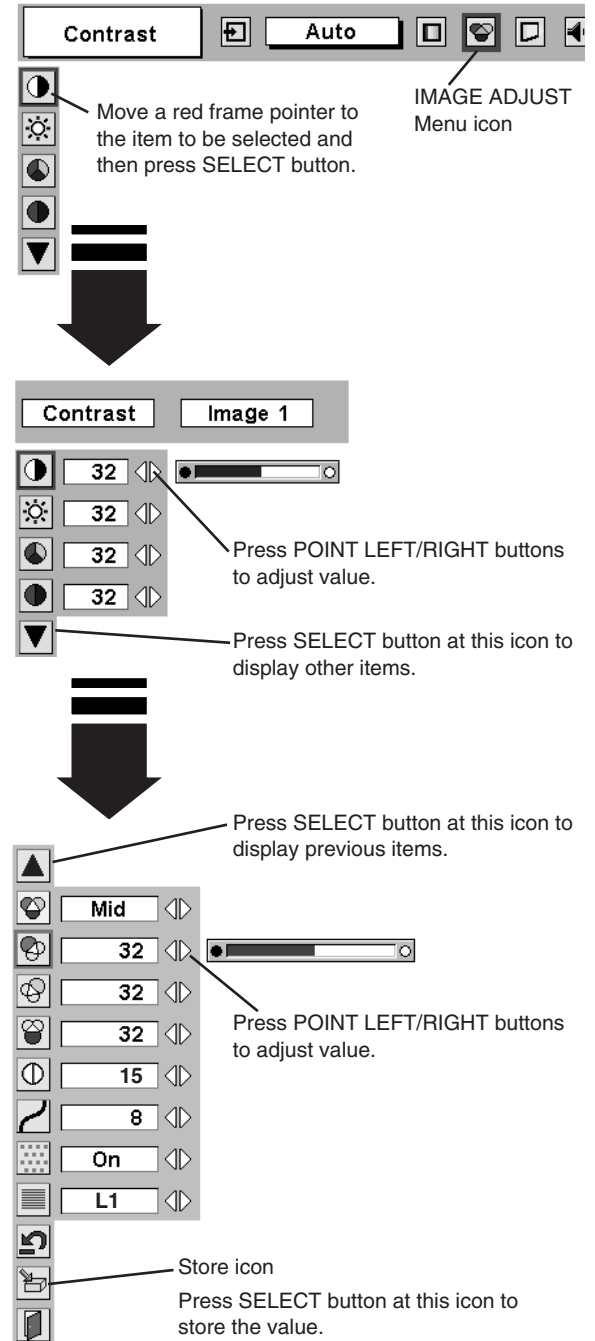 Contrast
Auto
IMAGE ADJUST
Menu icon
Move a red frame pointer to
the item to be selected and
then press SELECT button.
Contrast
Image 1
32
32
32
32
Press POINT LEFT/RIGHT buttons
to adjust value.
Press SELECT button at this icon to
display other items.
Press SELECT button at this icon to
display previous items.
Mid
32
32
32
15
8
On
L1
Press POINT LEFT/RIGHT buttons
to adjust value.
Store icon
Press SELECT button at this icon to
store the value.